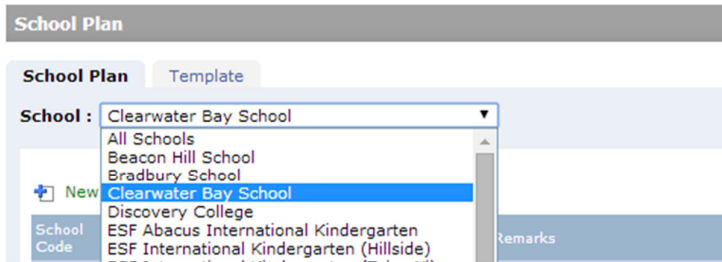 School Plan
School Plan Template
School : Clearwater Bay School
All Schools
Beacon Hill School
Bradbury School
New Clearwater Bay School
Discovery College
School Code ESF Abacus International Kindergarten Remarks
ESF International Kindergarten (Hillside)